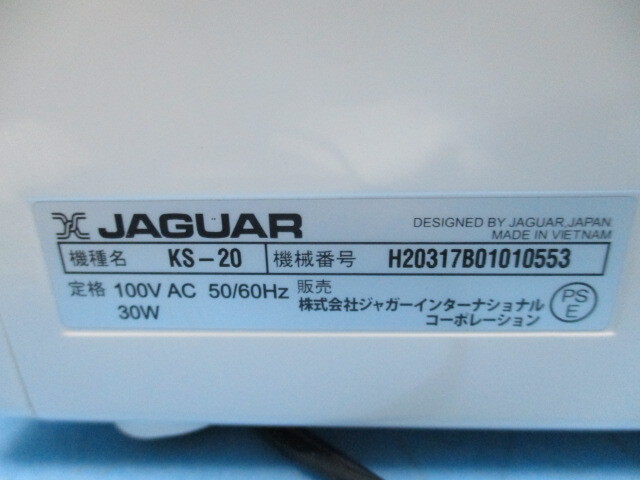 JAGUAR
DESIGNED BY JAGUAR.JAPAN
MADE IN VIETNAM
機種名 KS-20 機械番号 H20317B01010553
定格 100V AC 50/60Hz
30W
販売
株式会社ジャガーインターナショナル
コーポレーション
PS
E